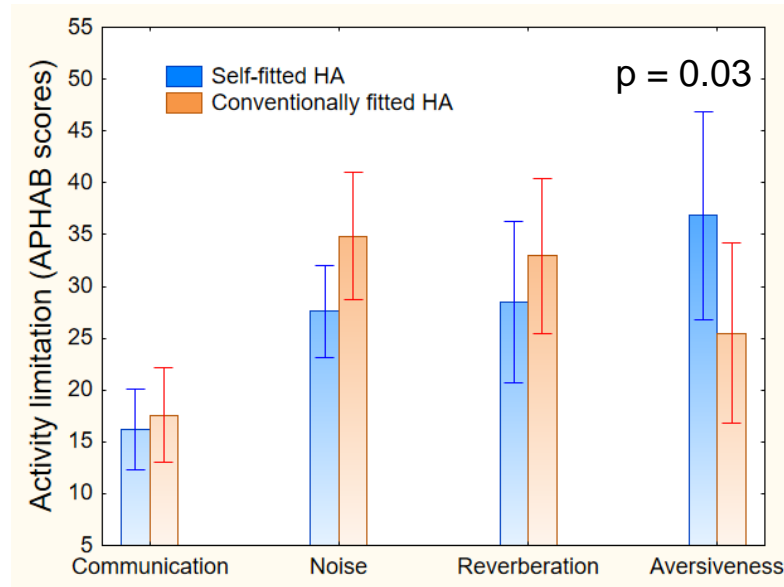 Activity limitation (APHAB scores)
55
50
45
40
35
30
25
20
15
10
5
Self-fitted HA
Conventionally fitted HA
p = 0.03
Communication Noise Reverberation Aversiveness